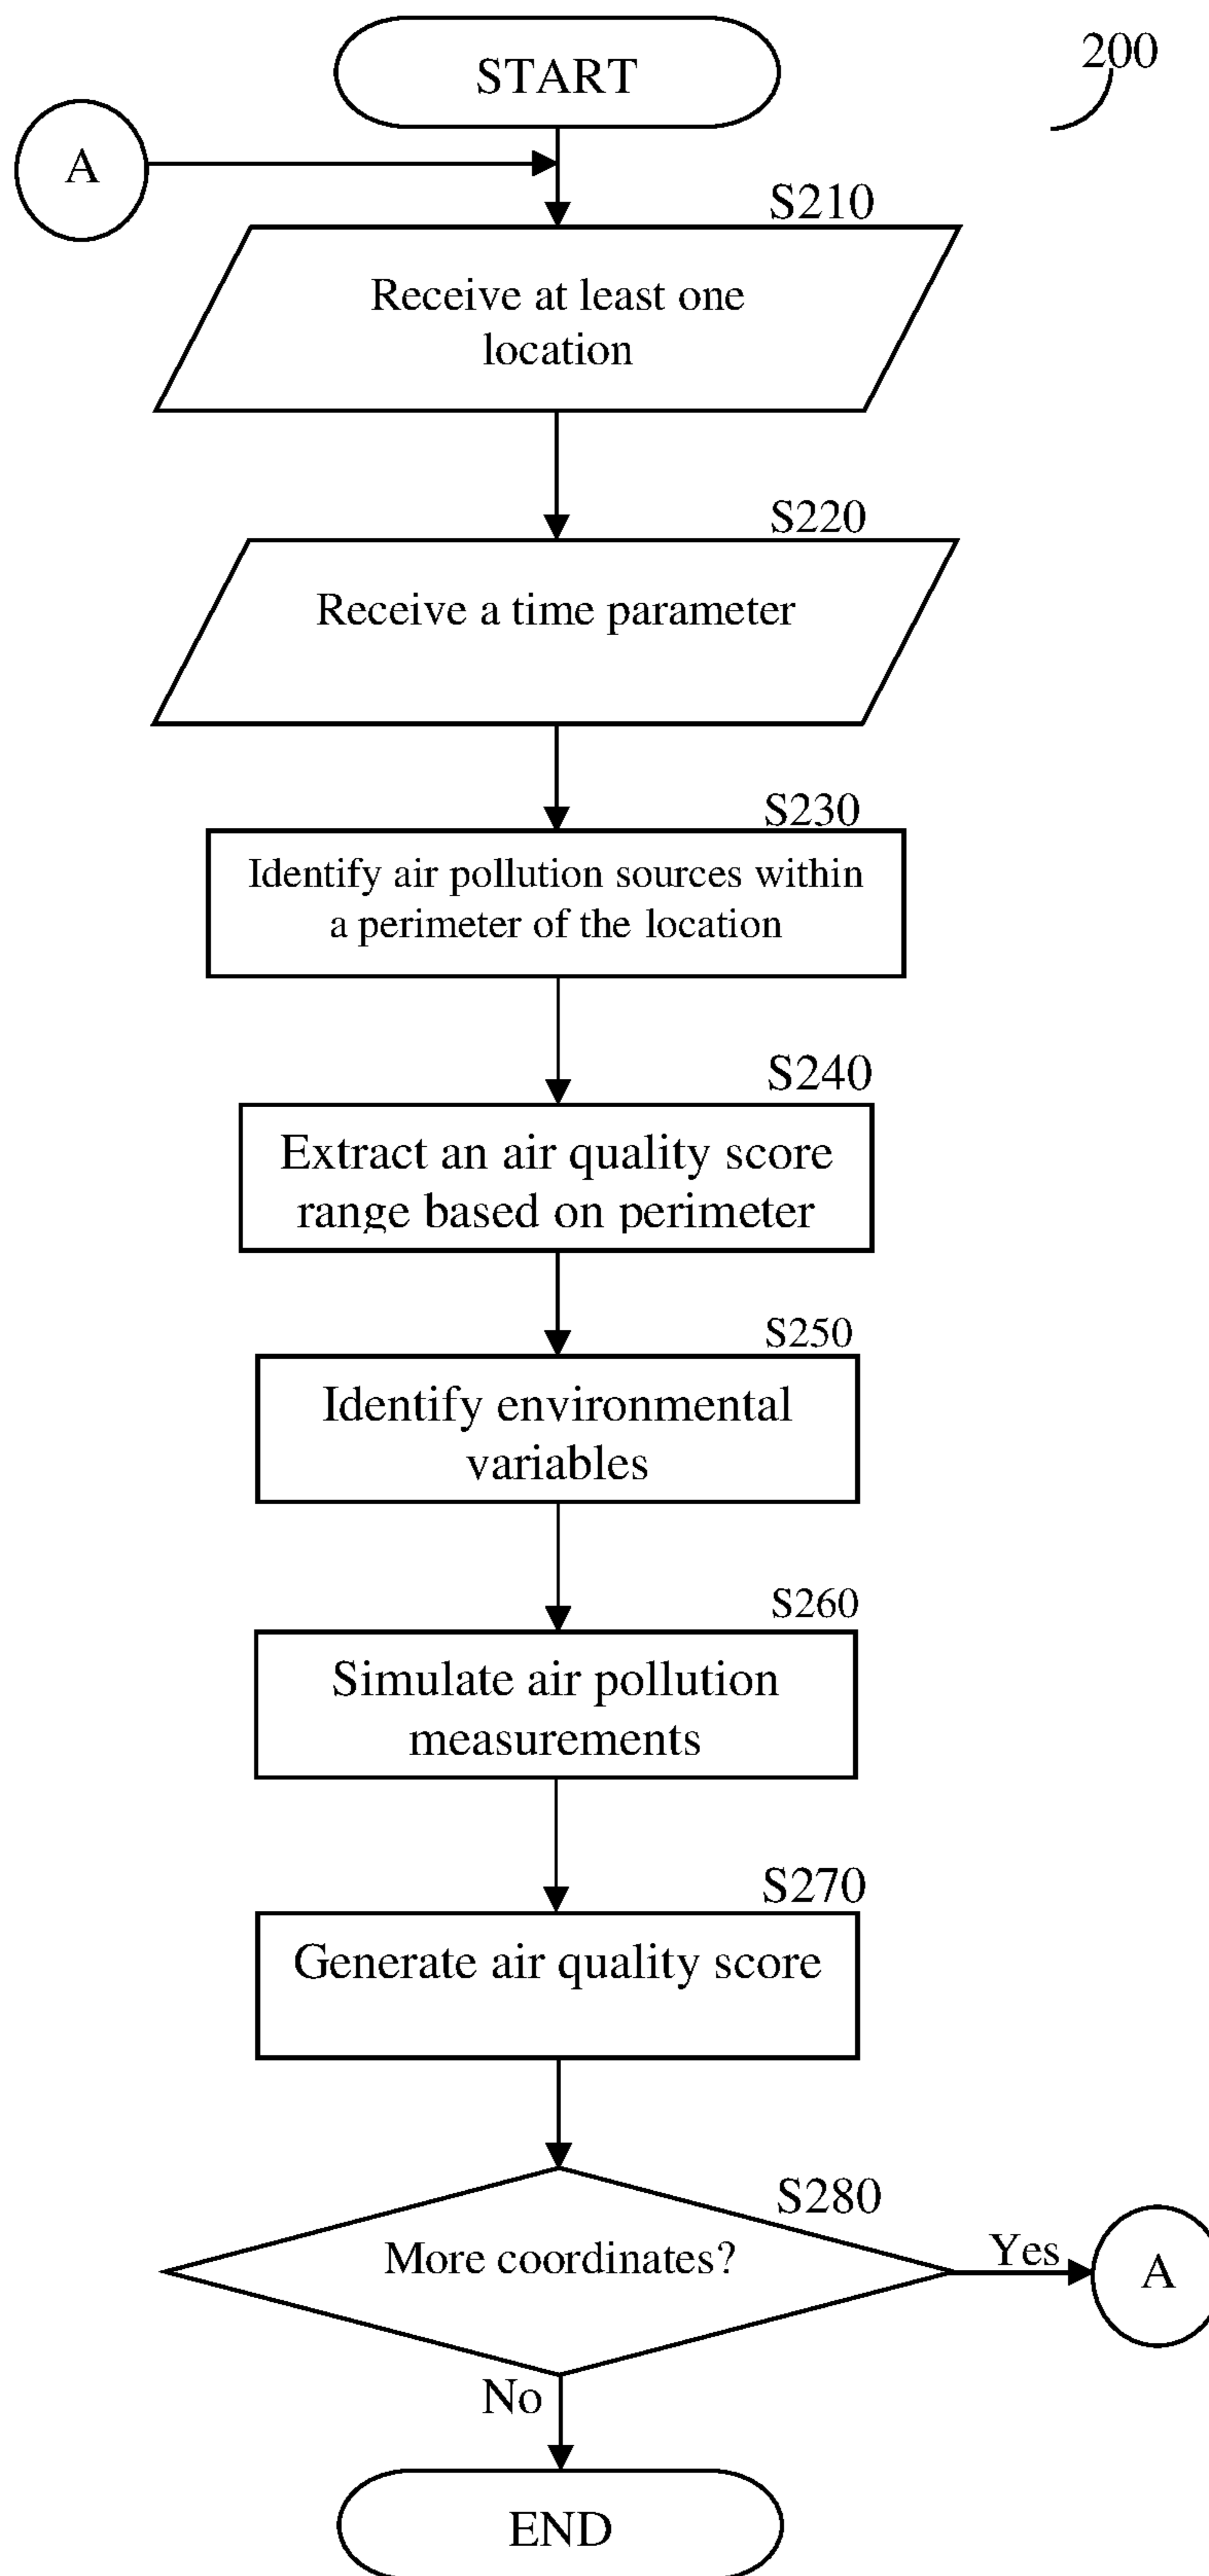 START
200
A
S210
Receive at least one
location
S220
Receive a time parameter
S230
Identify air pollution sources within
a perimeter of the location
S240
Extract an air quality score
range based on perimeter
S250
Identify environmental
variables
S260
Simulate air pollution
measurements
S270
Generate air quality score
S280
More coordinates?
Yes
A
No
END